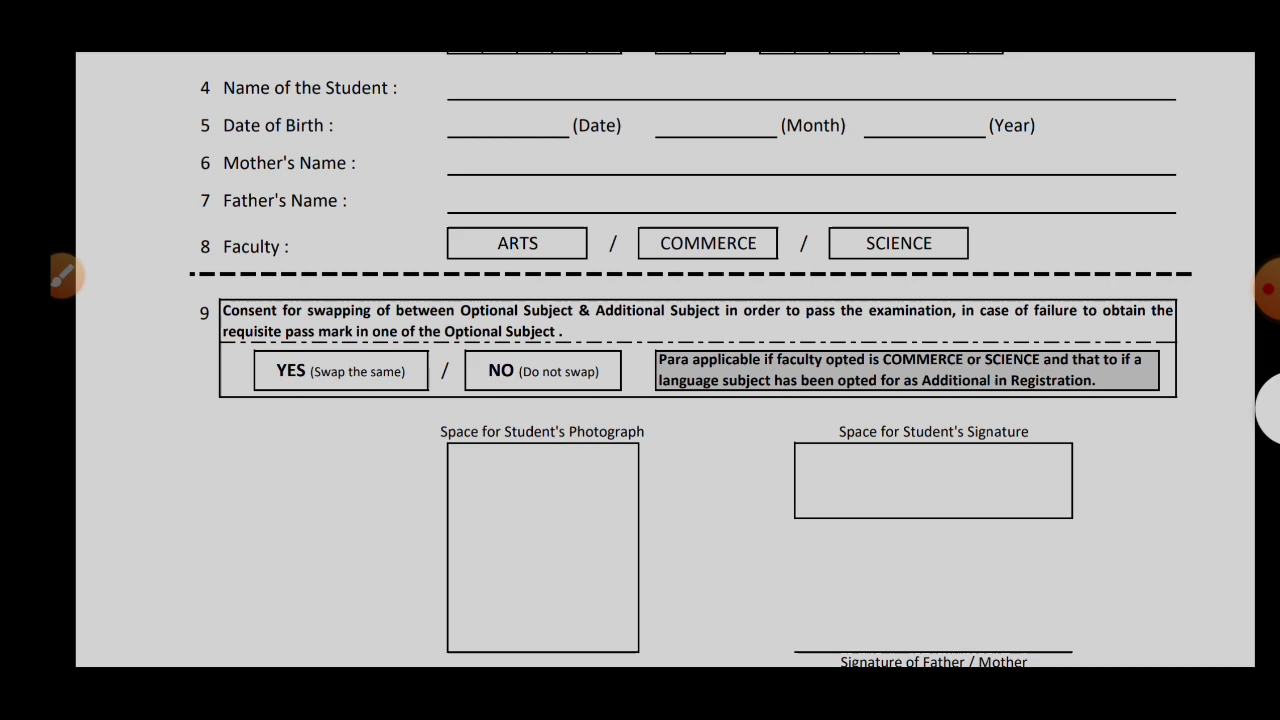 4 Name of the Student :
5 Date of Birth : (Date) (Month) (Year)
6 Mother's Name :
7 Father's Name :
8 Faculty : ARTS / COMMERCE / SCIENCE
9 Consent for swapping of between Optional Subject & Additional Subject in order to pass the examination, in case of failure to obtain the
requisite pass mark in one of the Optional Subject .
YES (Swap the same) / NO (Do not swap)
Para applicable if faculty opted is COMMERCE or SCIENCE and that to if a
language subject has been opted for as Additional in Registration.
Space for Student's Photograph
Space for Student's Signature
Signature of Father / Mother